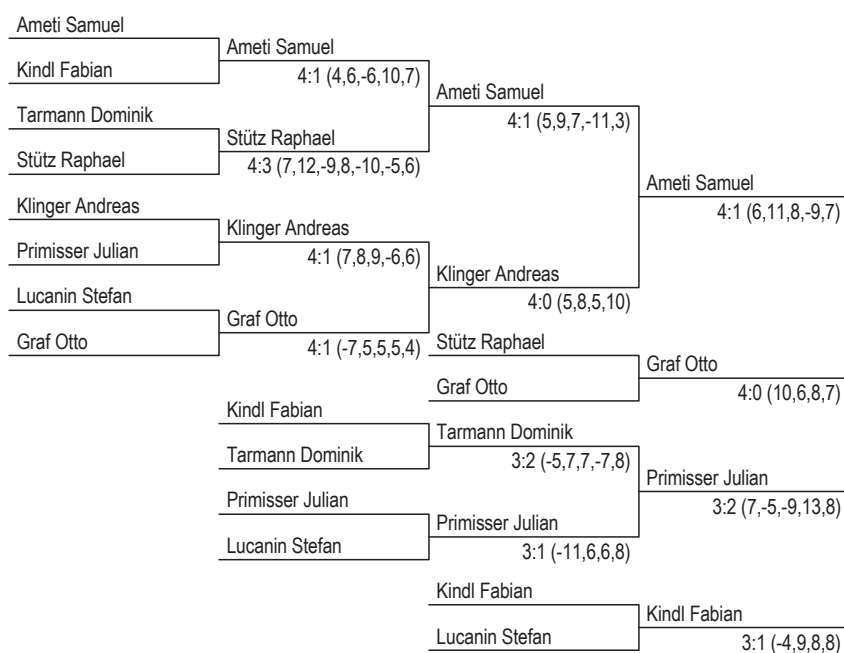 Ameti Samuel
Kindl Fabian
Tarmann Dominik
Stütz Raphael
Klinger Andreas
Primisser Julian
Lucanin Stefan
Graf Otto
Ameti Samuel
4:1 (4,6,-6,10,7)
Stütz Raphael
4:3 (7,12,-9,8,-10,-5,6)
Klinger Andreas
4:1 (7,8,9,-6,6)
Graf Otto
4:1 (-7,5,5,5,4)
Ameti Samuel
4:1 (5,9,7,-11,3)
Klinger Andreas
4:0 (5,8,5,10)
Ameti Samuel
4:1 (6,11,8,-9,7)
Stütz Raphael
Graf Otto
Graf Otto
4:0 (10,6,8,7)
Kindl Fabian
Tarmann Dominik
Primisser Julian
Lucanin Stefan
Tarmann Dominik
3:2 (-5,7,7,-7,8)
Primisser Julian
3:1 (-11,6,6,8)
Primisser Julian
3:2 (7,-5,-9,13,8)
Kindl Fabian
Lucanin Stefan
Kindl Fabian
3:1 (-4,9,8,8)